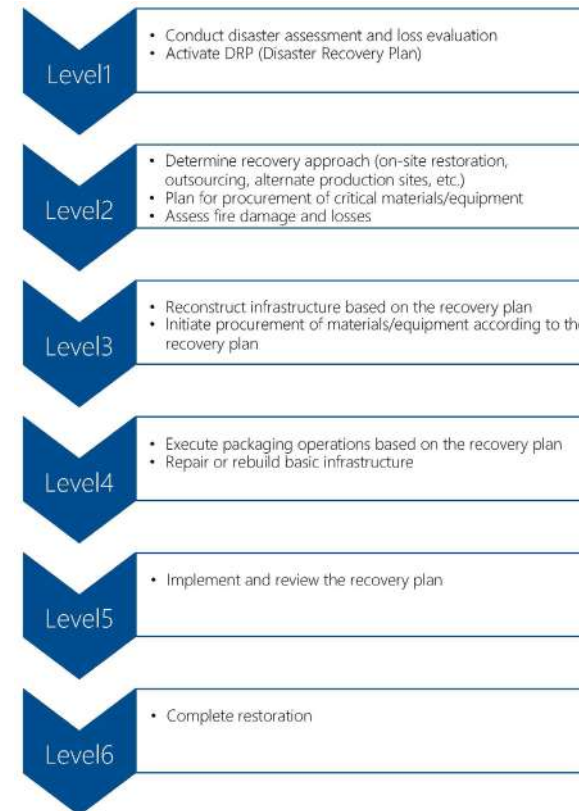 Level1
• Conduct disaster assessment and loss evaluation
• Activate DRP (Disaster Recovery Plan)
Level2
• Determine recovery approach (on-site restoration,
outsourcing, alternate production sites, etc.)
• Plan for procurement of critical materials/equipment
• Assess fire damage and losses
Level3
• Reconstruct infrastructure based on the recovery plan
• Initiate procurement of materials/equipment according to the
recovery plan
Level4
• Execute packaging operations based on the recovery plan
• Repair or rebuild basic infrastructure
Level5
• Implement and review the recovery plan
Level6
• Complete restoration